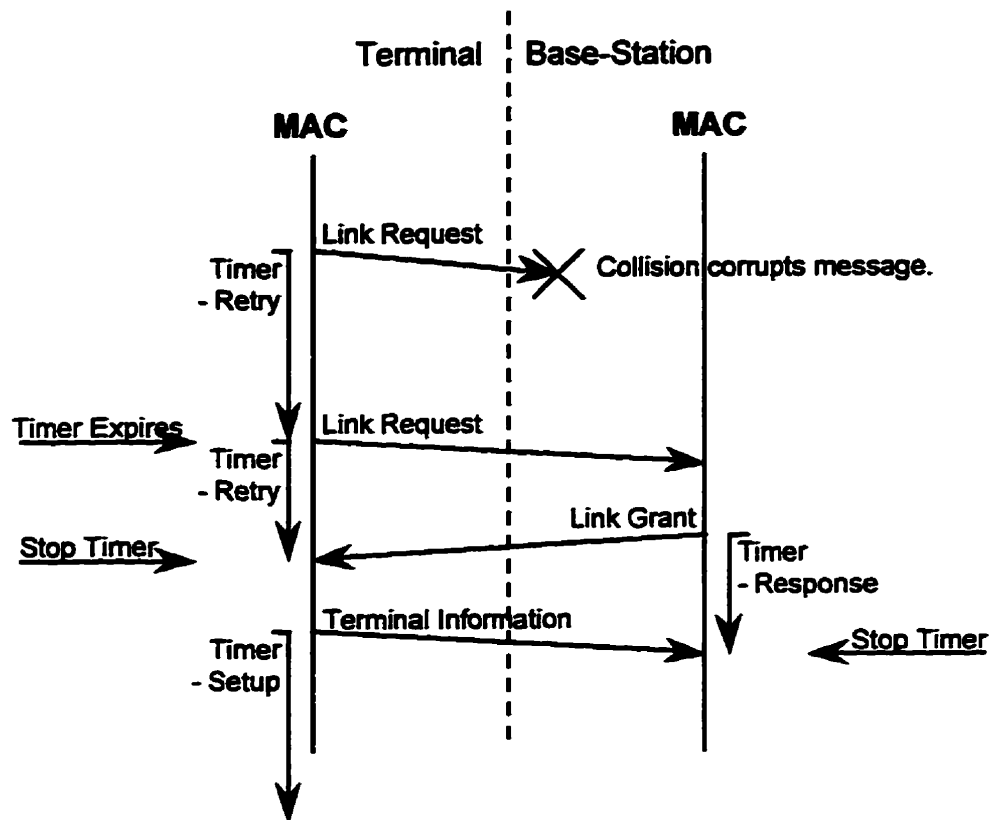 Terminal Base-Station
MAC MAC
Link Request
Timer
- Retry
Collision corrupts message.
Timer Expires
Link Request
Timer
- Retry
Link Grant
Stop Timer
Timer
- Response
Terminal Information
Timer
- Setup
Stop Timer